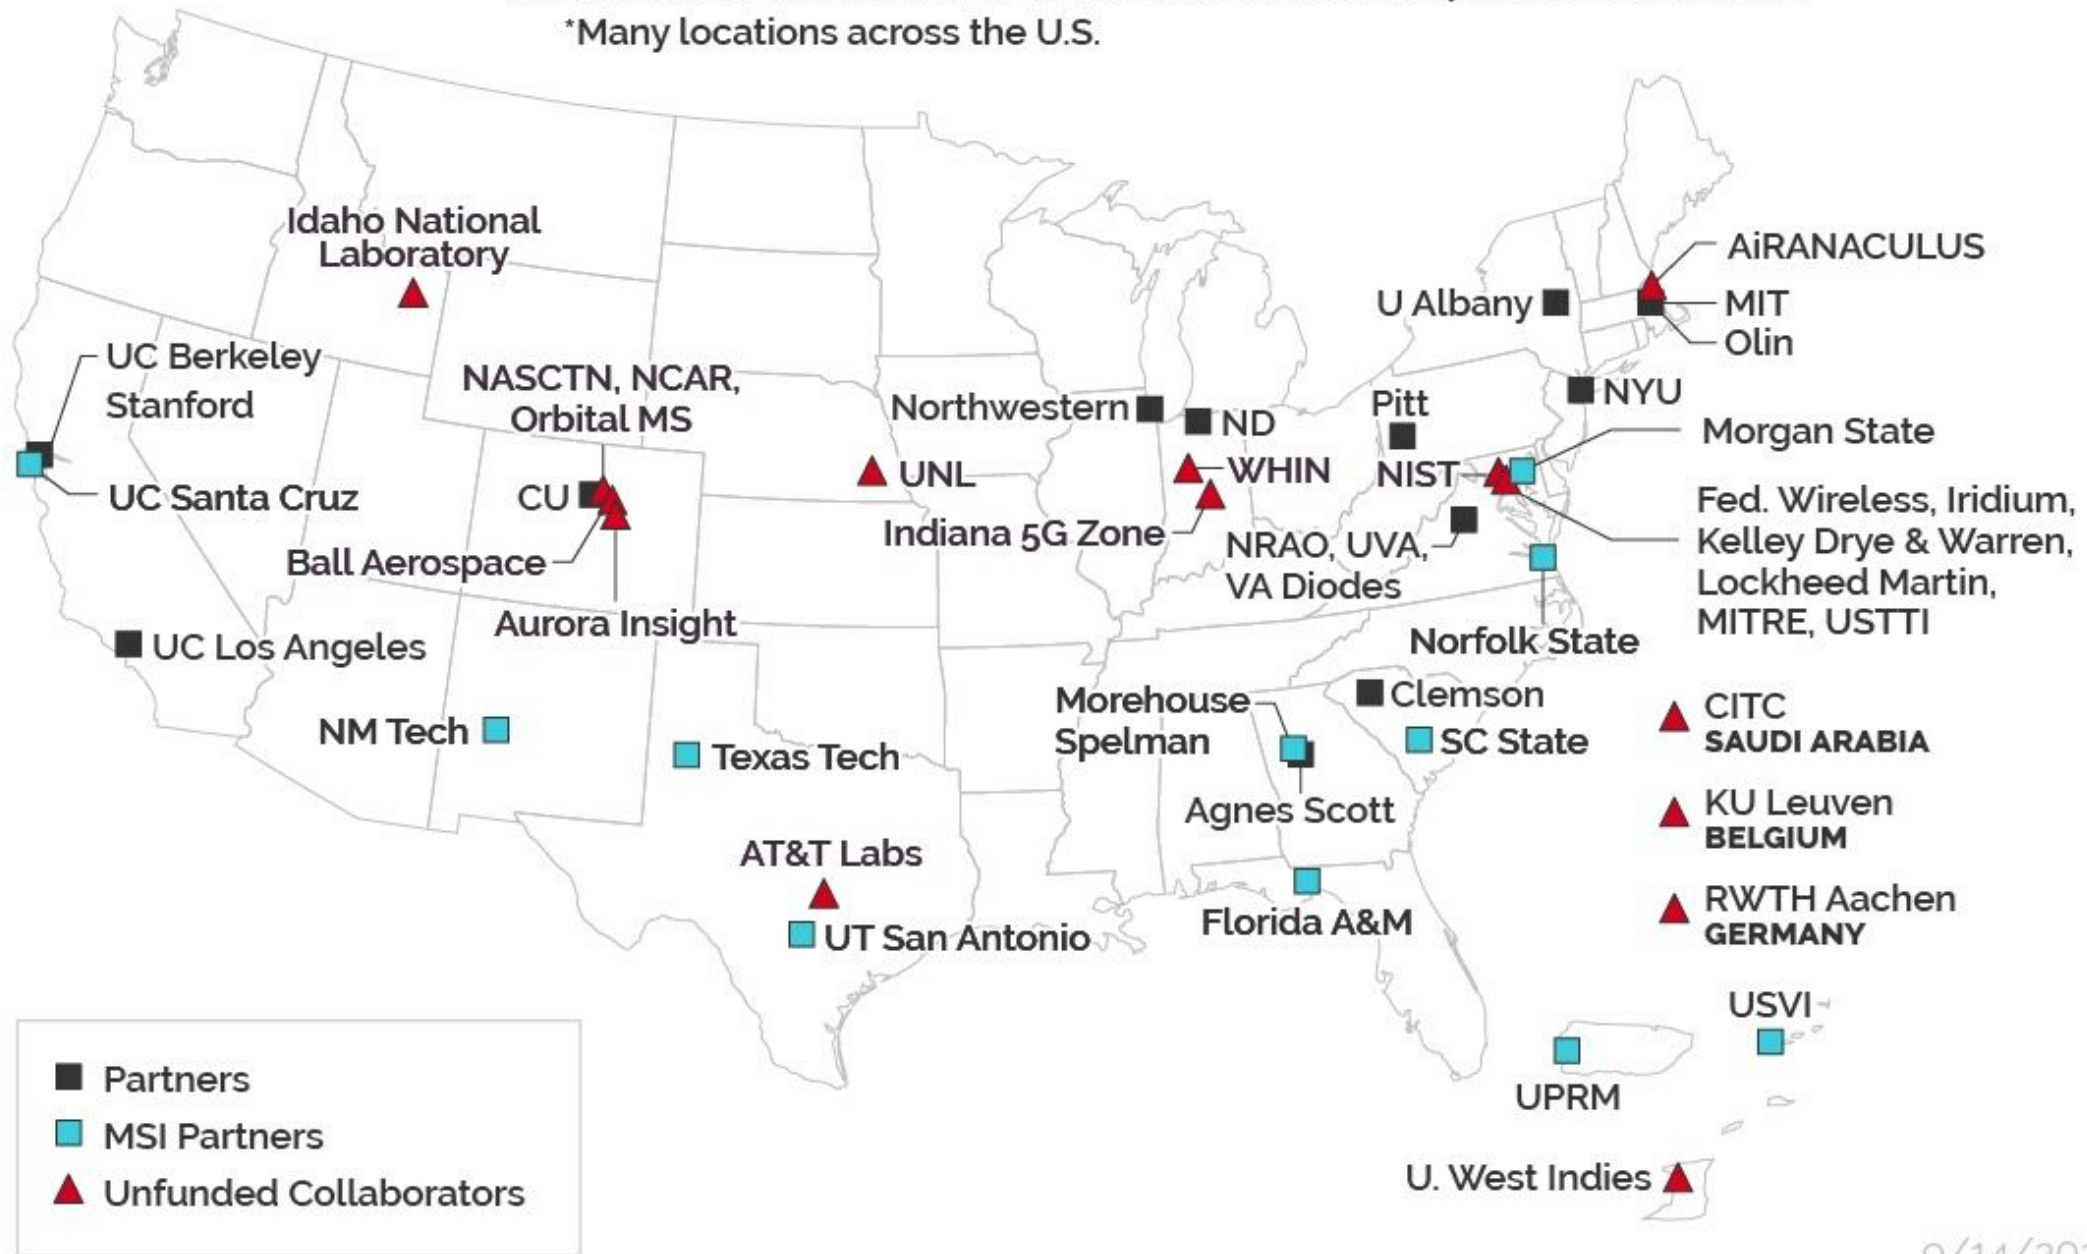 *Many locations across the U.S.
Idaho National
Laboratory
AiRANACULUS
U Albany
MIT
Olin
UC Berkeley
Stanford
NASCTN, NCAR,
Orbital MS
Northwestern
ND
Pitt
NYU
Morgan State
UC Santa Cruz
CU
UNL
WHIN
NIST
Fed. Wireless, Iridium,
Kelley Drye & Warren,
Lockheed Martin,
MITRE, USTTI
Ball Aerospace
Indiana 5G Zone
NRAO, UVA,
VA Diodes
Aurora Insight
UC Los Angeles
Norfolk State
Morehouse
Spelman
Clemson
CITC
SAUDI ARABIA
NM Tech
Texas Tech
SC State
Agnes Scott
KU Leuven
BELGIUM
AT&T Labs
UT San Antonio
Florida A&M
RWTH Aachen
GERMANY
USVI
UPRM
U. West Indies
Partners
MSI Partners
Unfunded Collaborators